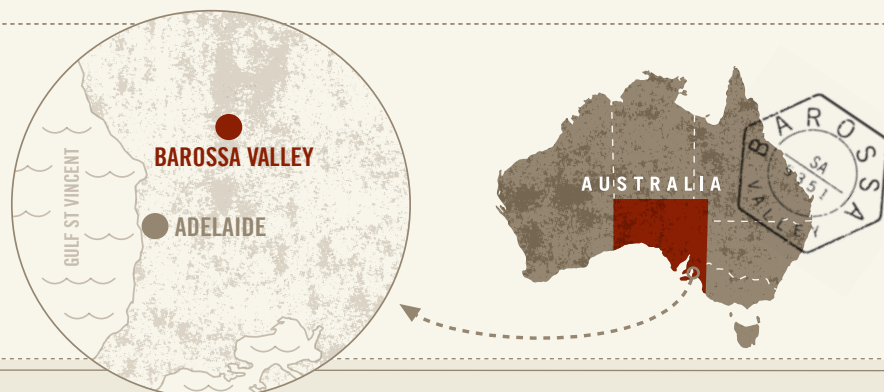 BAROSSA VALLEY
GULF ST VINCENT
ADELAIDE
AUSTRALIA
BAROSSA
SA
5351
VALLEY